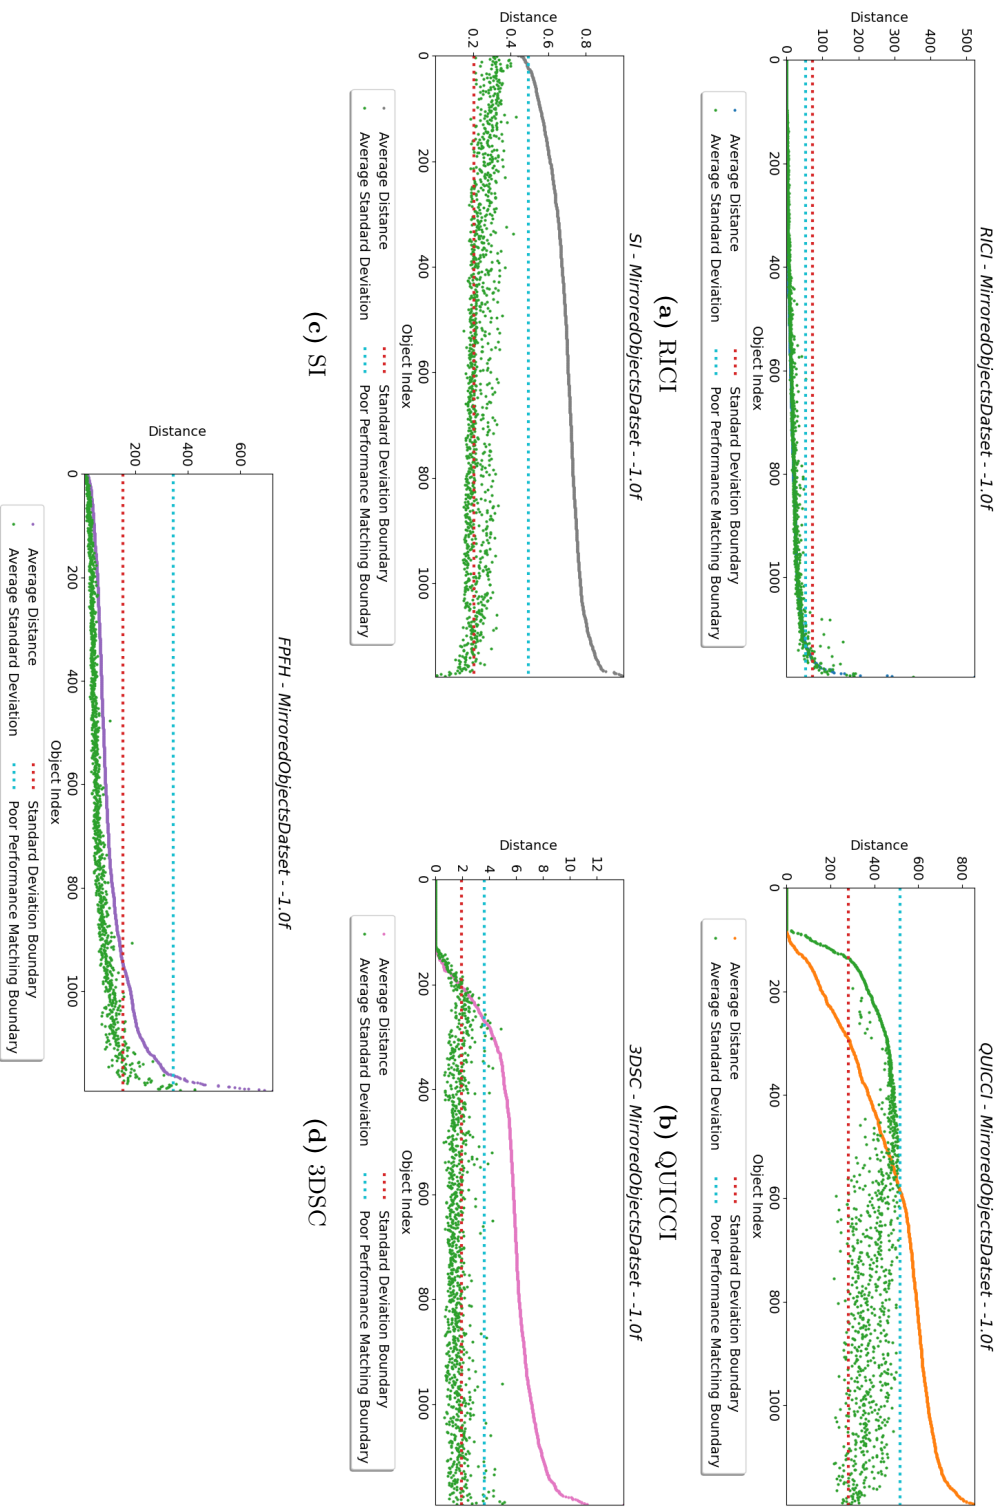 RICI - MirroredObjectsDatset - -1.0f
Distance
0
100
200
300
400
500
0
200
400
600
800
1000
Object Index
Average Distance
Average Standard Deviation
Standard Deviation Boundary
Poor Performance Matching Boundary
(a) RICI
QUICCI - MirroredObjectsDatset - -1.0f
Distance
0
200
400
600
800
0
200
400
600
800
1000
Object Index
Average Distance
Average Standard Deviation
Standard Deviation Boundary
Poor Performance Matching Boundary
(b) QUICCI
SI - MirroredObjectsDatset - -1.0f
Distance
0.2
0.4
0.6
0.8
0
200
400
600
800
1000
Object Index
Average Distance
Average Standard Deviation
Standard Deviation Boundary
Poor Performance Matching Boundary
(c) SI
3DSC - MirroredObjectsDatset - -1.0f
Distance
0
2
4
6
8
10
12
0
200
400
600
800
1000
Object Index
Average Distance
Average Standard Deviation
Standard Deviation Boundary
Poor Performance Matching Boundary
(d) 3DSC
FPFH - MirroredObjectsDatset - -1.0f
Distance
200
400
600
0
200
400
600
800
1000
Object Index
Average Distance
Average Standard Deviation
Standard Deviation Boundary
Poor Performance Matching Boundary